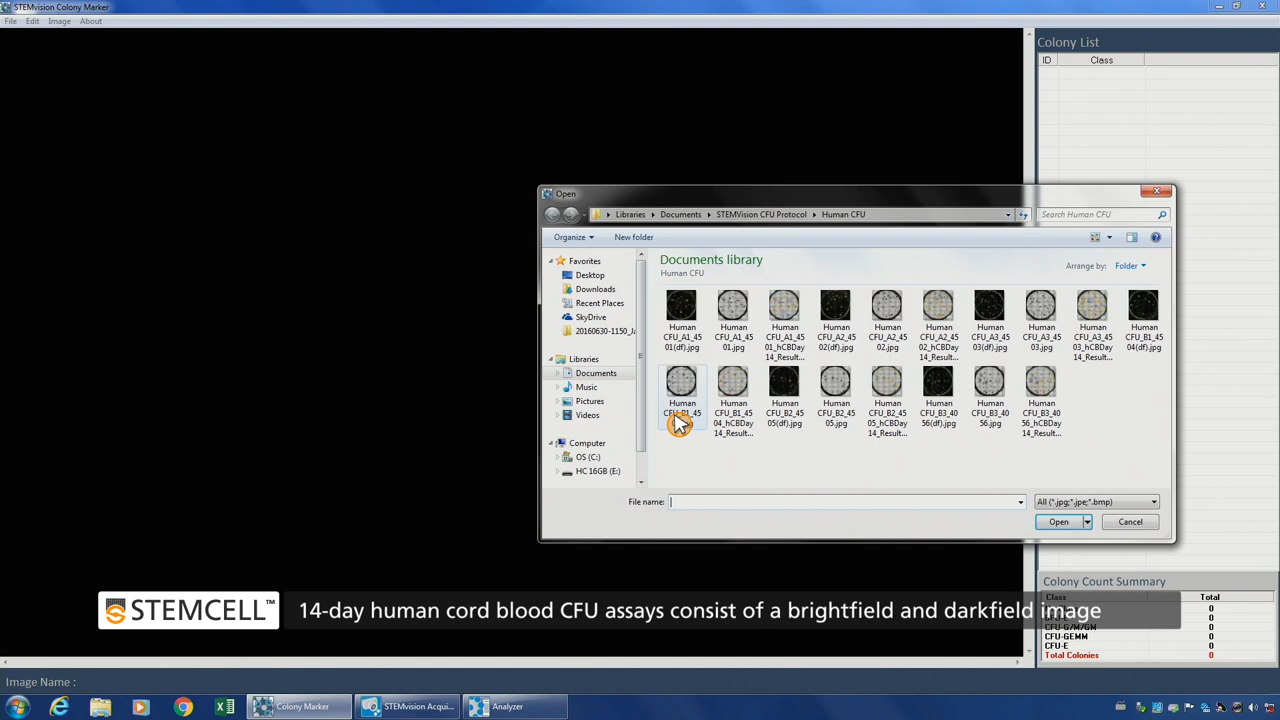 STEMvision Colony Marker
File Edit Image About
Colony List
ID Class
Open
Libraries Documents STEMVision CFU Protocol Human CFU
Search Human CFU
Organize New folder
Favorites
Desktop
Downloads
Recent Places
SkyDrive
20160630-1150_
Libraries
Documents
Music
Pictures
Videos
Computer
OS (C:)
HC 16GB (E:)
Documents library
Human CFU
Arrange by: Folder
Human CFU_A1_4501(df).jpg
Human CFU_A1_4501.jpg
Human CFU_A1_4501_hCBDay14_Result...
Human CFU_A2_4502(df).jpg
Human CFU_A2_4502.jpg
Human CFU_A2_4502_hCBDay14_Result...
Human CFU_A3_4503(df).jpg
Human CFU_A3_4503.jpg
Human CFU_A3_4503_hCBDay14_Result...
Human CFU_B1_4504(df).jpg
Human
Human CFU_B1_4504_hCBDay14_Result...
Human CFU_B2_4505(df).jpg
Human CFU_B2_4505.jpg
Human CFU_B2_4505_hCBDay14_Result...
Human CFU_B3_4056(df).jpg
Human CFU_B3_4056.jpg
Human CFU_B3_4056_hCBDay14_Result...
File name:
All (*.jpg;*.jpe;*.bmp)
Open Cancel
Colony Count Summary
Class Total
0
0
CFU-G/M/GM 0
CFU-GEMM 0
CFU-E 0
Total Colonies 0
STEMCELL™
14-day human cord blood CFU assays consist of a brightfield and darkfield image
Image Name :
Colony Marker
STEMvision Acqui...
Analyzer
EN